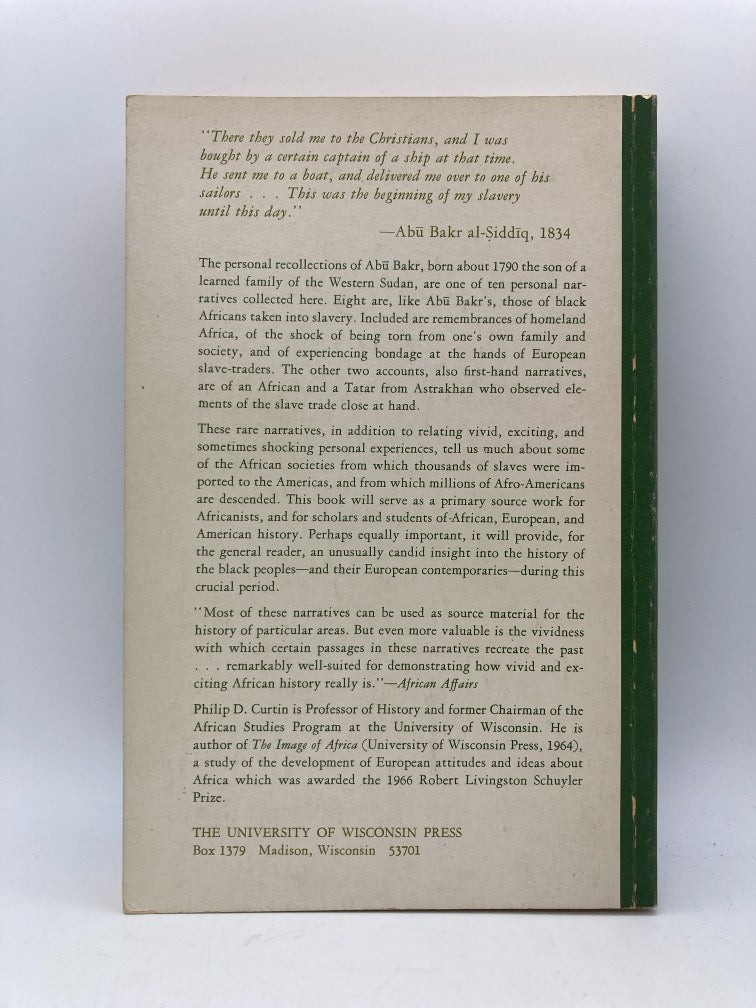 "There they sold me to the Christians, and I was
bought by a certain captain of a ship at that time.
He sent me to a boat, and delivered me over to one of his
sailors . . . This was the beginning of my slavery
until this day."
—Abū Bakr al-Ṣiddīq, 1834
The personal recollections of Abū Bakr, born about 1790 the son of a
learned family of the Western Sudan, are one of ten personal nar-
ratives collected here. Eight are, like Abū Bakr's, those of black
Africans taken into slavery. Included are remembrances of homeland
Africa, of the shock of being torn from one's own family and
society, and of experiencing bondage at the hands of European
slave-traders. The other two accounts, also first-hand narratives,
are of an African and a Tatar from Astrakhan who observed ele-
ments of the slave trade close at hand.
These rare narratives, in addition to relating vivid, exciting, and
sometimes shocking personal experiences, tell us much about some
of the African societies from which thousands of slaves were im-
ported to the Americas, and from which millions of Afro-Americans
are descended. This book will serve as a primary source work for
Africanists, and for scholars and students of African, European, and
American history. Perhaps equally important, it will provide, for
the general reader, an unusually candid insight into the history of
the black peoples—and their European contemporaries—during this
crucial period.
"Most of these narratives can be used as source material for the
history of particular areas. But even more valuable is the vividness
with which certain passages in these narratives recreate the past
. . . remarkably well-suited for demonstrating how vivid and ex-
citing African history really is."—African Affairs
Philip D. Curtin is Professor of History and former Chairman of the
African Studies Program at the University of Wisconsin. He is
author of The Image of Africa (University of Wisconsin Press, 1964),
a study of the development of European attitudes and ideas about
Africa which was awarded the 1966 Robert Livingston Schuyler
Prize.
THE UNIVERSITY OF WISCONSIN PRESS
Box 1379 Madison, Wisconsin 53701